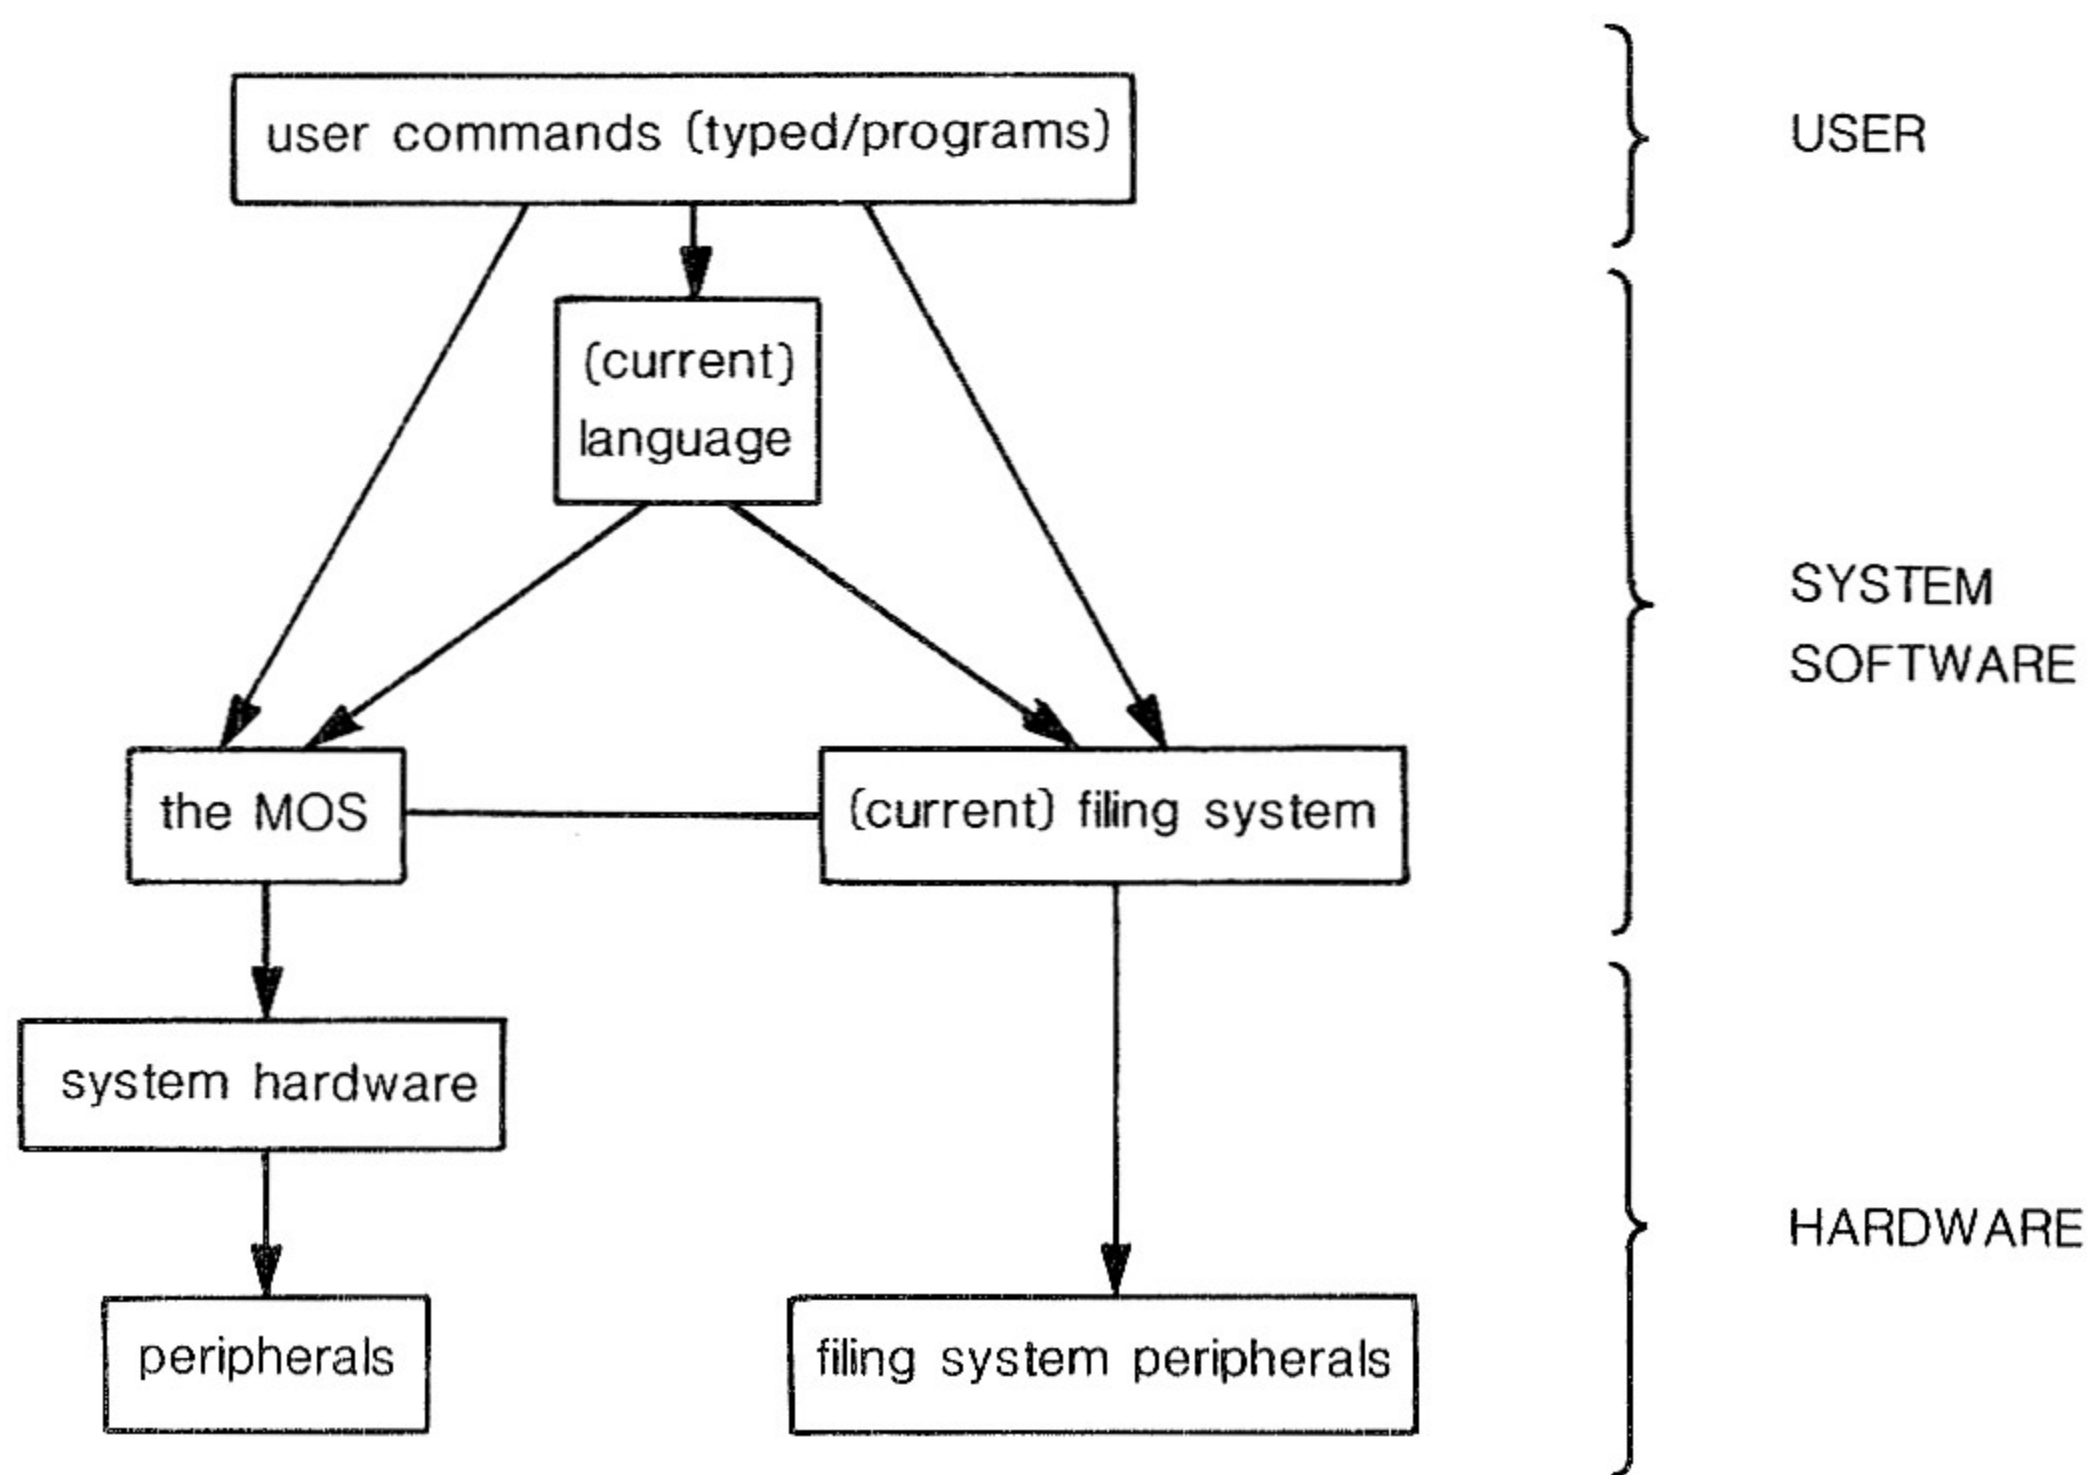 user commands (typed/programs)
USER
(current)
language
SYSTEM
SOFTWARE
the MOS
(current) filing system
system hardware
HARDWARE
peripherals
filing system peripherals